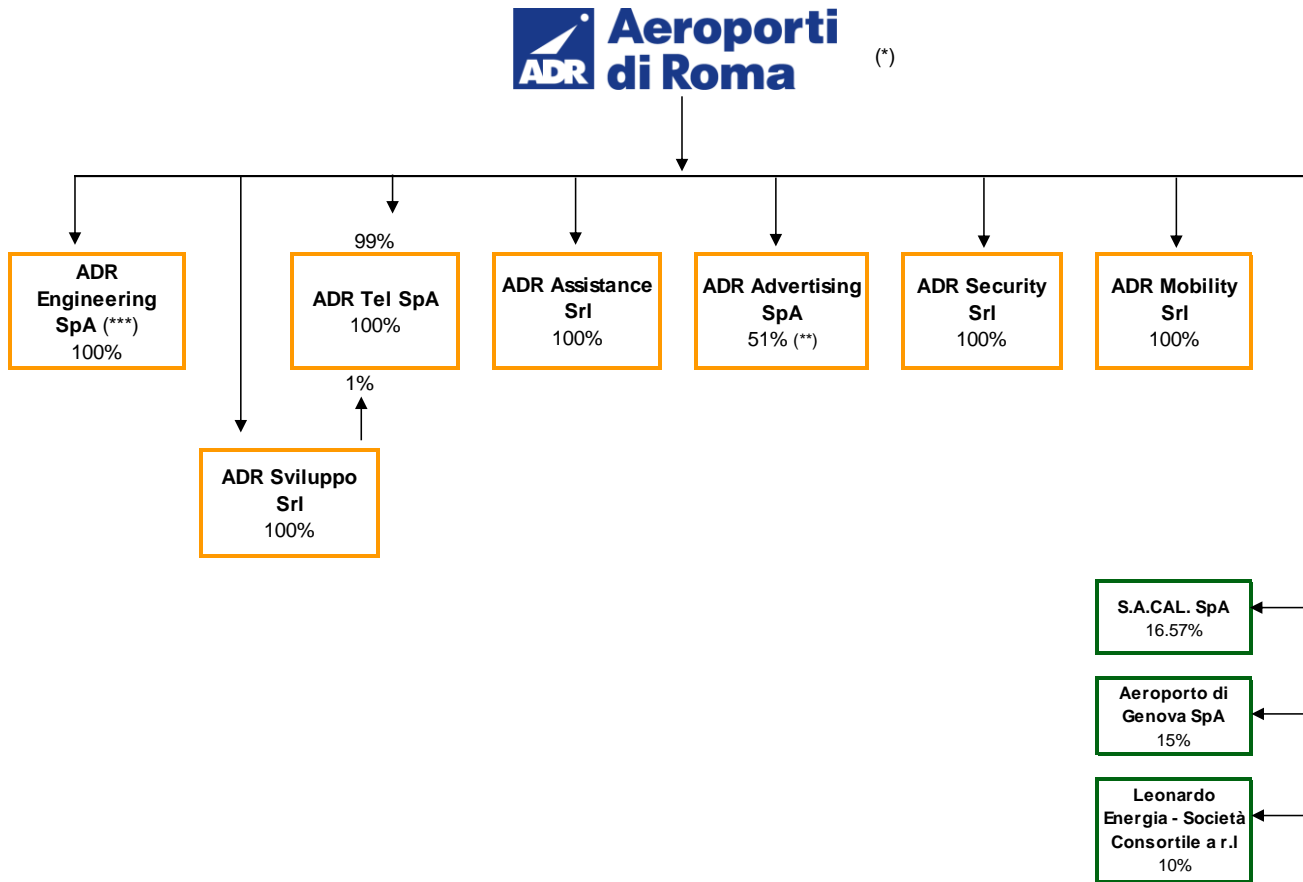 Aeroporti
di Roma
ADR
(*)
99%
ADR
Engineering
SpA (***)
100%
ADR Tel SpA
100%
ADR Assistance
Srl
100%
ADR Advertising
SpA
51% (**)
ADR Security
Srl
100%
ADR Mobility
Srl
100%
1%
ADR Sviluppo
Srl
100%
S.A.CAL. SpA
16.57%
Aeroporto di
Genova SpA
15%
Leonardo
Energia - Società
Consortile a r.l
10%